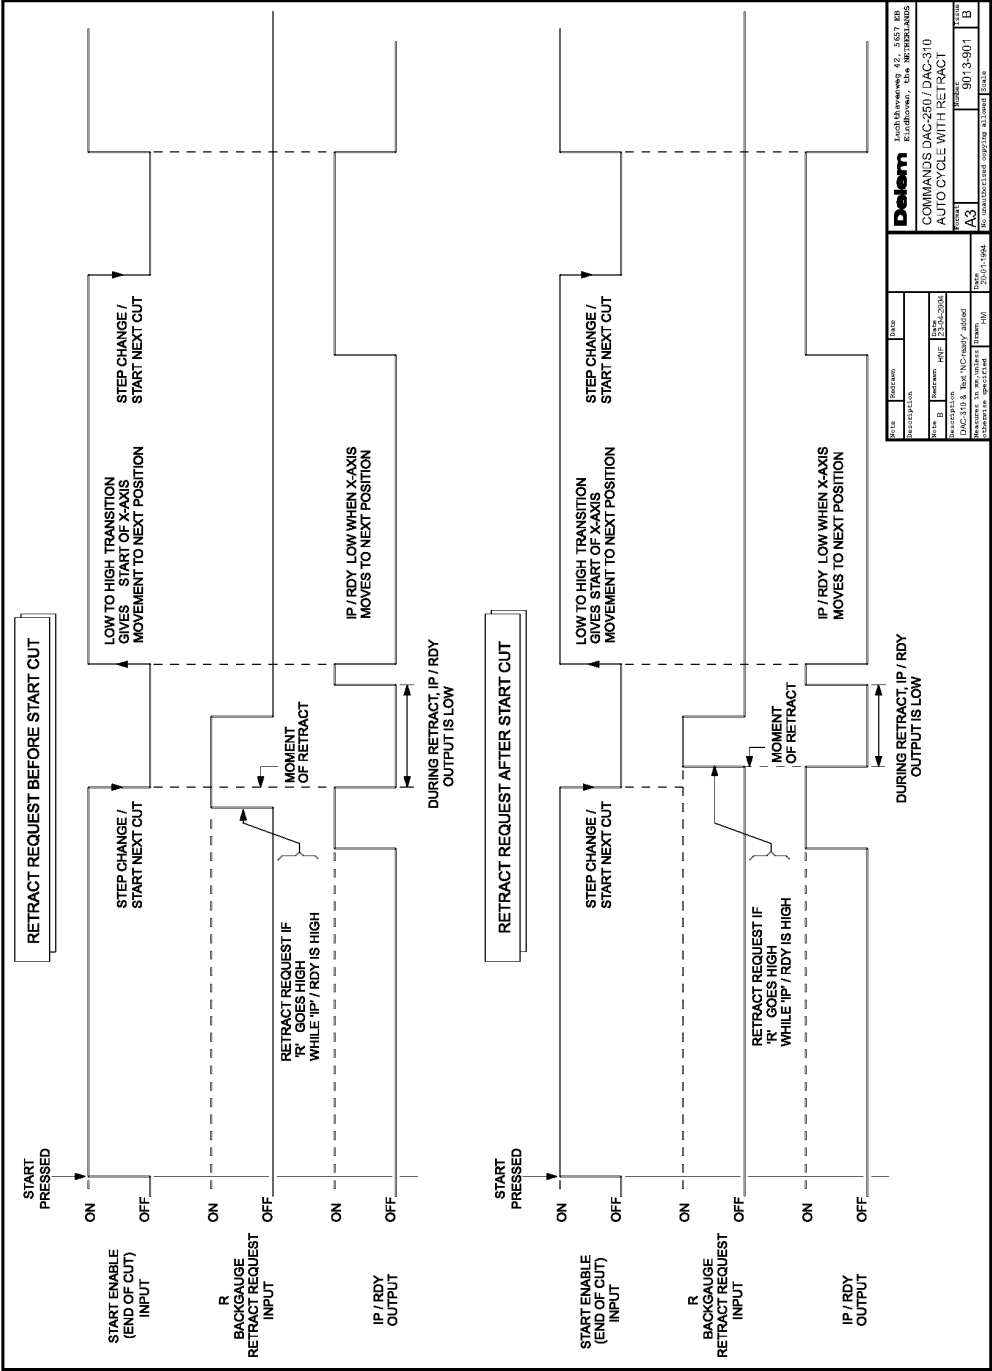 RETRACT REQUEST BEFORE START CUT
START
PRESSED
START ENABLE
(END OF CUT)
INPUT
ON
OFF
STEP CHANGE /
START NEXT CUT
LOW TO HIGH TRANSITION
GIVES START OF X-AXIS
MOVEMENT TO NEXT POSITION
STEP CHANGE /
START NEXT CUT
R
BACKGAUGE
RETRACT REQUEST
INPUT
ON
OFF
RETRACT REQUEST IF
'R' GOES HIGH
WHILE 'IP' / RDY IS HIGH
MOMENT
OF RETRACT
IP / RDY
OUTPUT
ON
OFF
IP / RDY LOW WHEN X-AXIS
MOVES TO NEXT POSITION
DURING RETRACT, IP / RDY
OUTPUT IS LOW
RETRACT REQUEST AFTER START CUT
START
PRESSED
START ENABLE
(END OF CUT)
INPUT
ON
OFF
STEP CHANGE /
START NEXT CUT
LOW TO HIGH TRANSITION
GIVES START OF X-AXIS
MOVEMENT TO NEXT POSITION
STEP CHANGE /
START NEXT CUT
R
BACKGAUGE
RETRACT REQUEST
INPUT
ON
OFF
RETRACT REQUEST IF
'R' GOES HIGH
WHILE 'IP' / RDY IS HIGH
MOMENT
OF RETRACT
IP / RDY
OUTPUT
ON
OFF
IP / RDY LOW WHEN X-AXIS
MOVES TO NEXT POSITION
DURING RETRACT, IP / RDY
OUTPUT IS LOW
Note Redrawn Date
Description
Note B Redrawn HNF Date 23-04-2004
Description
DAC-310 & Text "NC-ready" added
Measures in mm, unless otherwise specified
Drawn HM
Date 20-01-1994
Delem
Luchthavenweg 42, 5657 EB
Eindhoven, the NETHERLANDS
COMMANDS DAC-250 / DAC-310
AUTO CYCLE WITH RETRACT
Format A3
Number 9013-901
Issue B
No unauthorized copying allowed
Scale